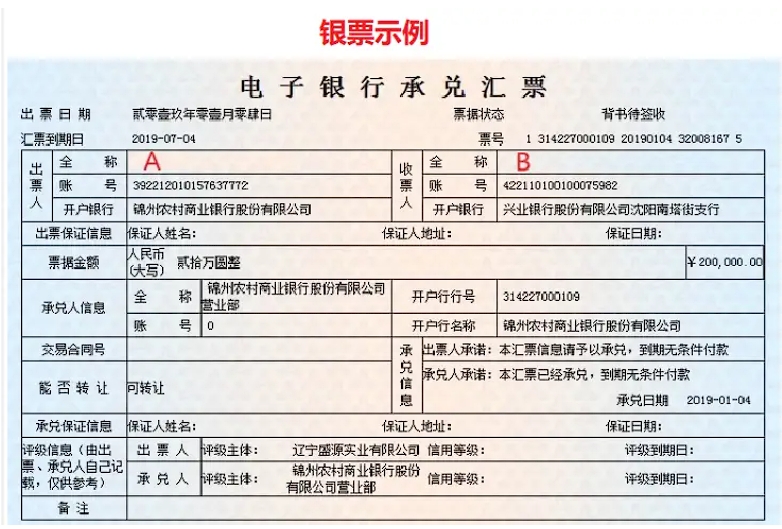 银票示例
电子银行承兑汇票
出票日期 贰零壹玖年零壹月零肆日 票据状态 背书待签收
汇票到期日 2019-07-04 票号 1 314227000109 20190104 32008167 5
出票人 全称 A 收票人 全称 B
账号 392212010157637772 账号 422110100100075982
开户银行 锦州农村商业银行股份有限公司 开户银行 兴业银行股份有限公司沈阳南塔街支行
出票保证信息 保证人姓名: 保证人地址: 保证日期:
票据金额 人民币(大写) 贰拾万圆整 ¥200,000.00
承兑人信息 全称 锦州农村商业银行股份有限公司营业部 开户行行号 314227000109
账号 0 开户行名称 锦州农村商业银行股份有限公司
交易合同号 承兑信息 出票人承诺: 本汇票信息请予以承兑, 到期无条件付款
能否转让 可转让 承兑人承诺: 本汇票已经承兑, 到期无条件付款
承兑日期 2019-01-04
承兑保证信息 保证人姓名: 保证人地址: 保证日期:
评级信息(由出票、承兑人自己记载,仅供参考) 出票人 评级主体: 辽宁盛源实业有限公司 信用等级: 评级到期日:
承兑人 评级主体: 锦州农村商业银行股份有限公司营业部 信用等级: 评级到期日:
备注